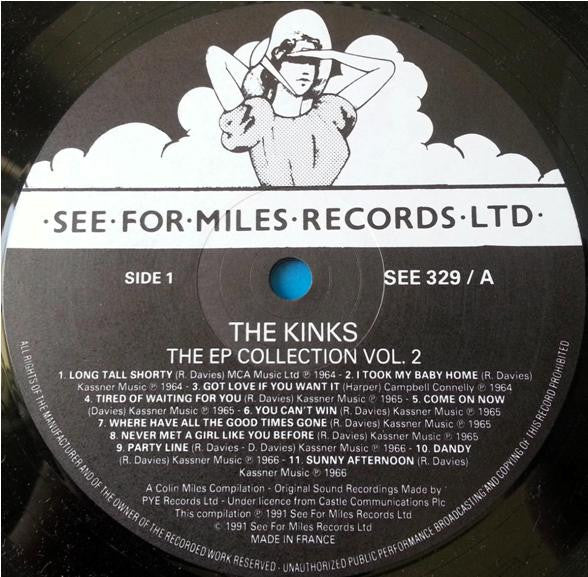 ·SEE·FOR·MILES·RECORDS·LTD·
SIDE 1
SEE 329 / A
THE KINKS
THE EP COLLECTION VOL. 2
1. LONG TALL SHORTY (R. Davies) MCA Music Ltd ℗ 1964 - 2. I TOOK MY BABY HOME (R. Davies)
Kassner Music ℗ 1964 - 3. GOT LOVE IF YOU WANT IT (Harper) Campbell Connelly ℗ 1964
4. TIRED OF WAITING FOR YOU (R. Davies) Kassner Music ℗ 1965 - 5. COME ON NOW
(Davies) Kassner Music ℗ 1965 - 6. YOU CAN'T WIN (R. Davies) Kassner Music ℗ 1965
7. WHERE HAVE ALL THE GOOD TIMES GONE (R. Davies) Kassner Music ℗ 1965
8. NEVER MET A GIRL LIKE YOU BEFORE (R. Davies) Kassner Music ℗ 1965
9. PARTY LINE (R. Davies - D. Davies) Kassner Music ℗ 1966 - 10. DANDY
(R. Davies) Kassner Music ℗ 1966 - 11. SUNNY AFTERNOON (R. Davies)
Kassner Music ℗ 1966
A Colin Miles Compilation - Original Sound Recordings Made by
PYE Records Ltd - Under licence from Castle Communications Plc
This compilation ℗ 1991 See For Miles Records Ltd
© 1991 See For Miles Records Ltd
MADE IN FRANCE
ALL RIGHTS OF THE MANUFACTURER AND OF THE OWNER OF THE RECORDED WORK RESERVED - UNAUTHORIZED PUBLIC PERFORMANCE BROADCASTING AND COPYING OF THIS RECORD PROHIBITED